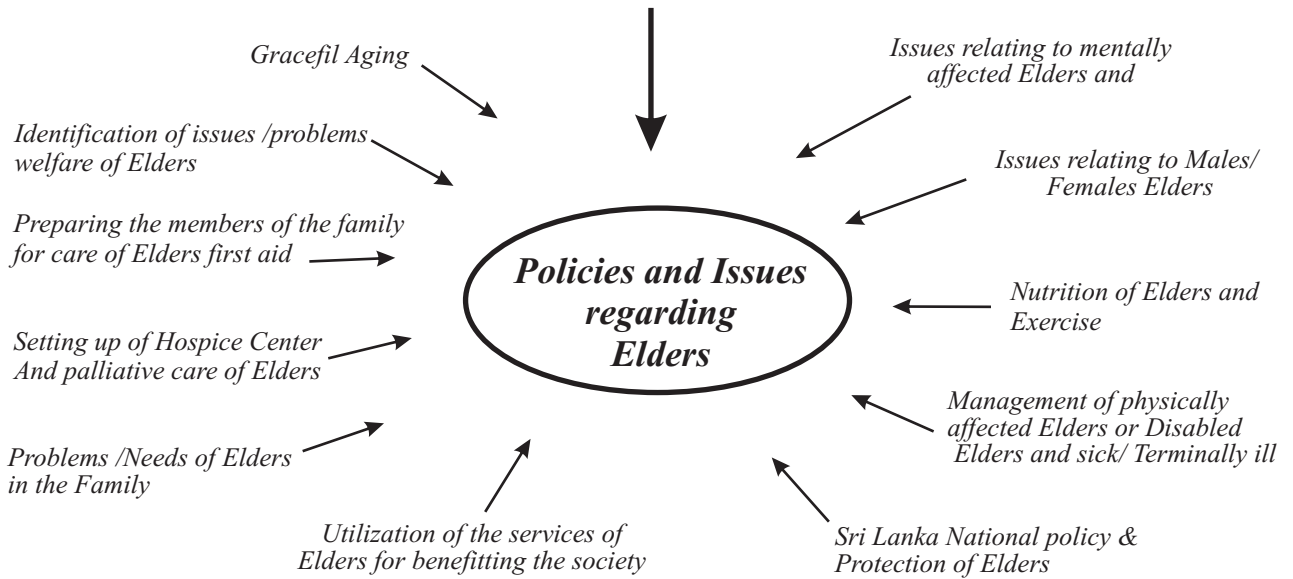 Gracefil Aging
Identification of issues /problems
welfare of Elders
Preparing the members of the family
for care of Elders first aid
Setting up of Hospice Center
And palliative care of Elders
Problems /Needs of Elders
in the Family
Utilization of the services of
Elders for benefitting the society
Policies and Issues
regarding
Elders
Issues relating to mentally
affected Elders and
Issues relating to Males/
Females Elders
Nutrition of Elders and
Exercise
Management of physically
affected Elders or Disabled
Elders and sick/ Terminally ill
Sri Lanka National policy &
Protection of Elders